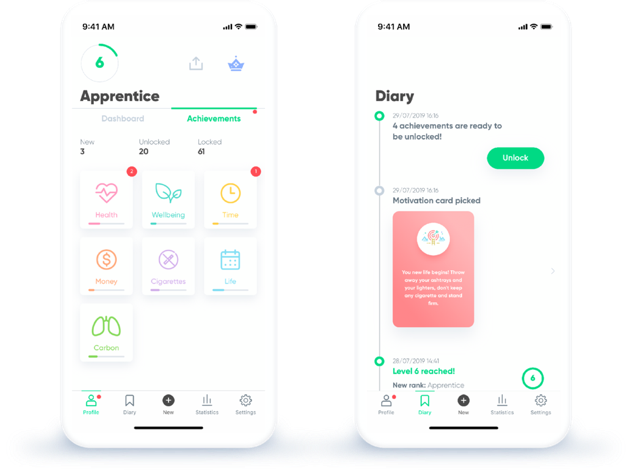 9:41 AM
6
Apprentice
Dashboard
Achievements
New
Unlocked
Locked
3
20
61
2
1
Health
Wellbeing
Time
Money
Cigarettes
Life
Carbon
Profile
Diary
New
Statistics
Settings
9:41 AM
Diary
29/07/2019 16:16
4 achievements are ready to
be unlocked!
Unlock
29/07/2019 16:16
Motivation card picked
You new life begins! Throw
away your ashtrays and
your lighters, don't keep
any cigarette and stand
firm.
28/07/2019 14:41
Level 6 reached!
6
New rank: Apprentice
Profile
Diary
New
Statistics
Settings